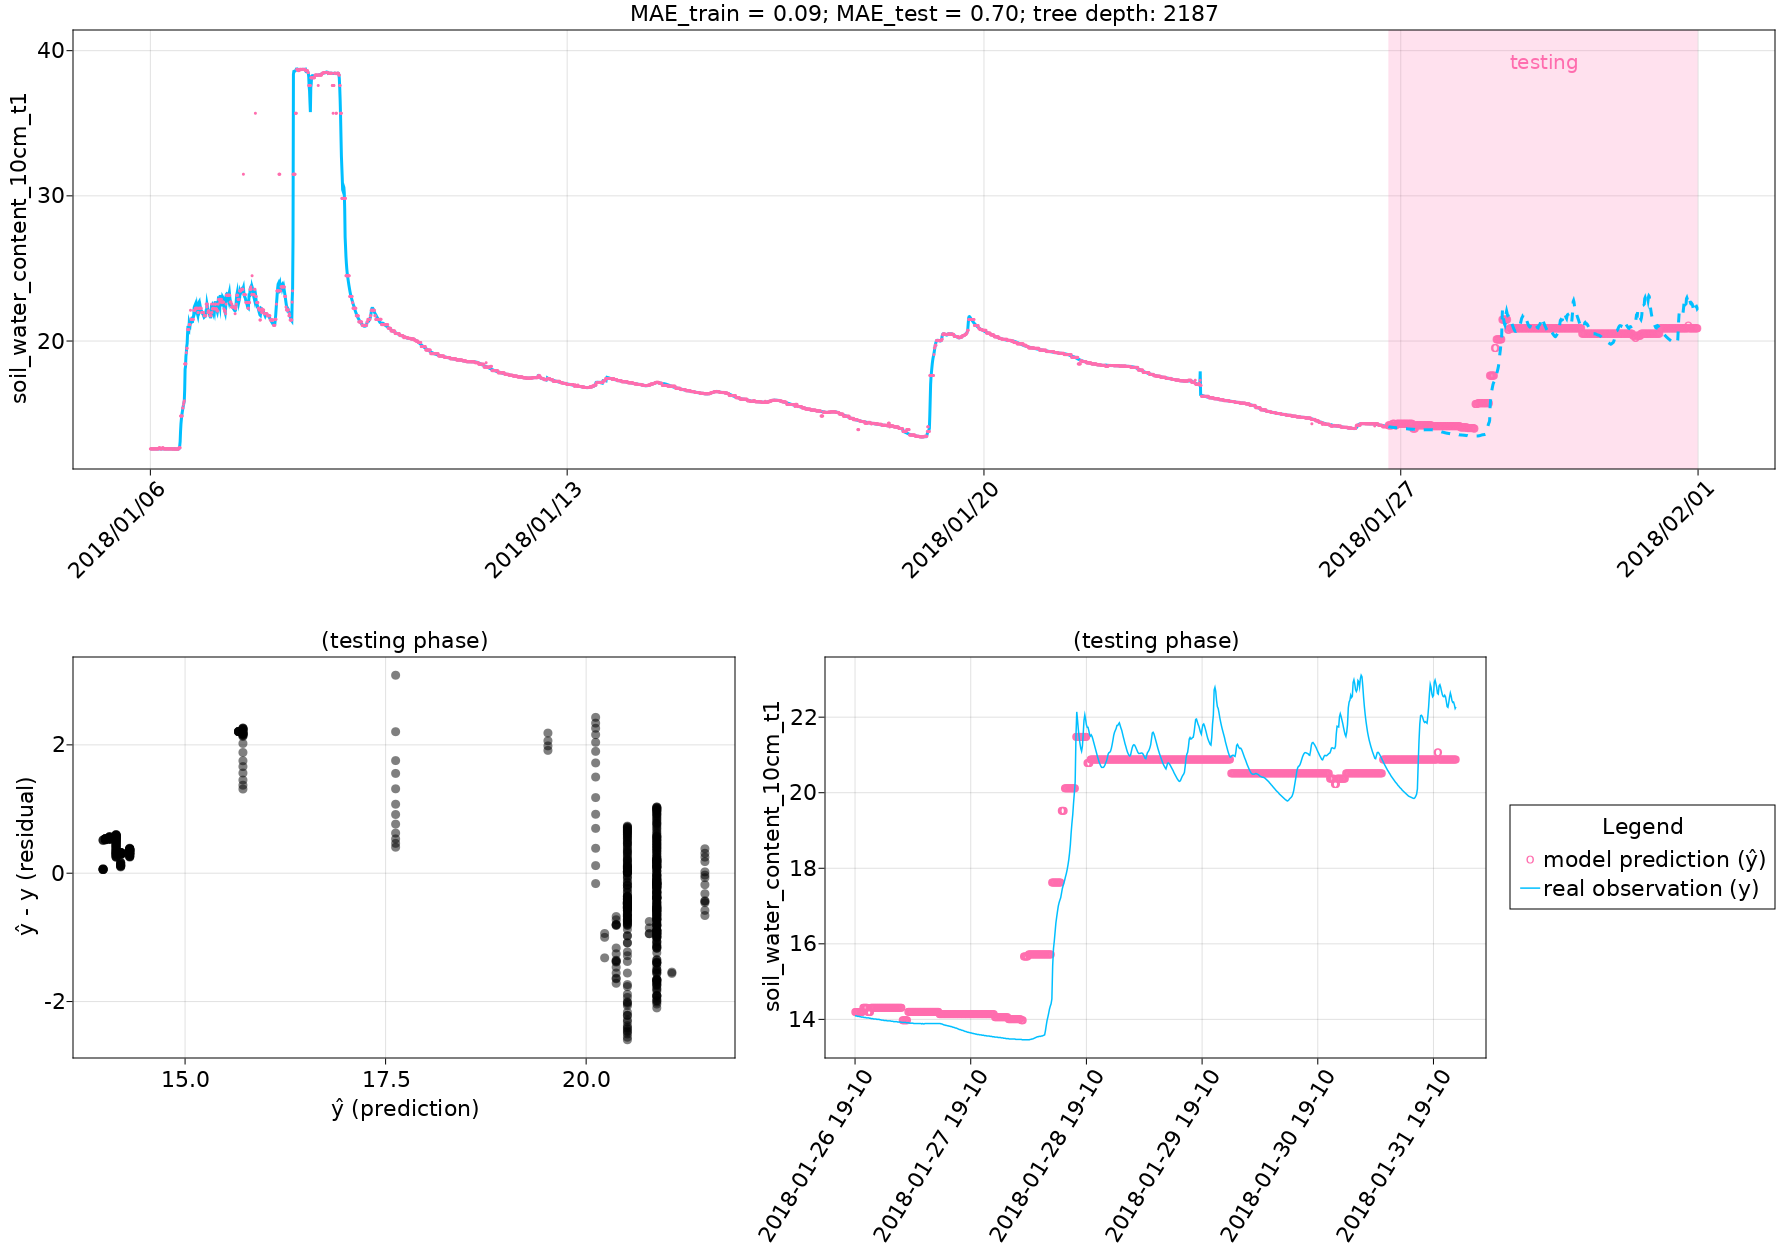 MAE_train = 0.09; MAE_test = 0.70; tree depth: 2187
soil_water_content_10cm_t1
40
30
20
testing
2018/01/06
2018/01/13
2018/01/20
2018/01/27
2018/02/01
(testing phase)
ŷ - y (residual)
2
0
-2
15.0
17.5
20.0
ŷ (prediction)
(testing phase)
soil_water_content_10cm_t1
22
20
18
16
14
2018-01-26 19-10
2018-01-27 19-10
2018-01-28 19-10
2018-01-29 19-10
2018-01-30 19-10
2018-01-31 19-10
Legend
model prediction (ŷ)
real observation (y)